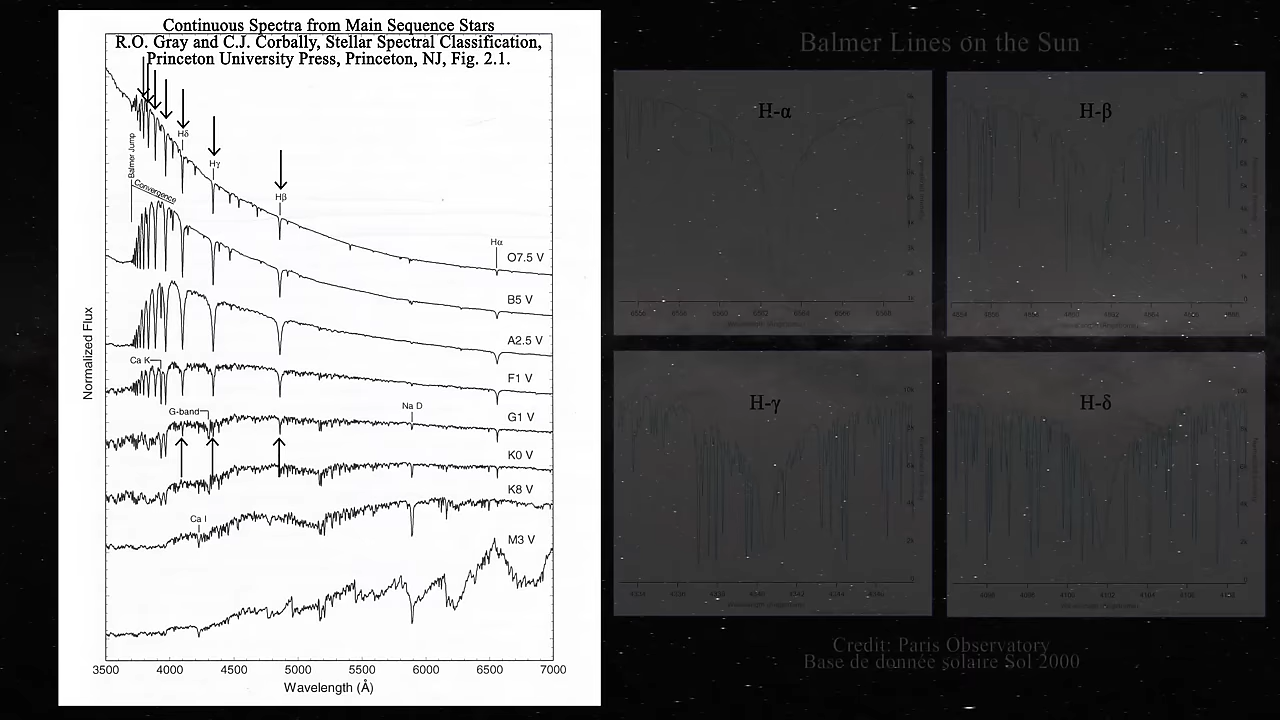 Continuous Spectra from Main Sequence Stars
R.O. Gray and C.J. Corbally, Stellar Spectral Classification,
Princeton University Press, Princeton, NJ, Fig. 2.1.
Balmer Jump
Convergence
Hδ
Hγ
Hβ
Hα
O7.5 V
B5 V
A2.5 V
Ca K
F1 V
G-band
Na D
G1 V
K0 V
K8 V
Ca I
M3 V
Normalized Flux
3500 4000 4500 5000 5500 6000 6500 7000
Wavelength (Å)
Balmer Lines on the Sun
H-α
H-β
H-γ
H-δ
Credit: Paris Observatory
Base de donnée solaire Sol 2000